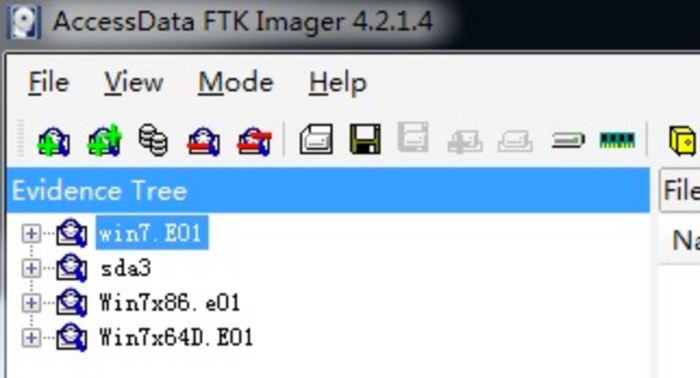 AccessData FTK Imager 4.2.1.4
File View Mode Help
Evidence Tree
File
win7.E01
sda3
Win7x86.e01
Win7x64D.E01